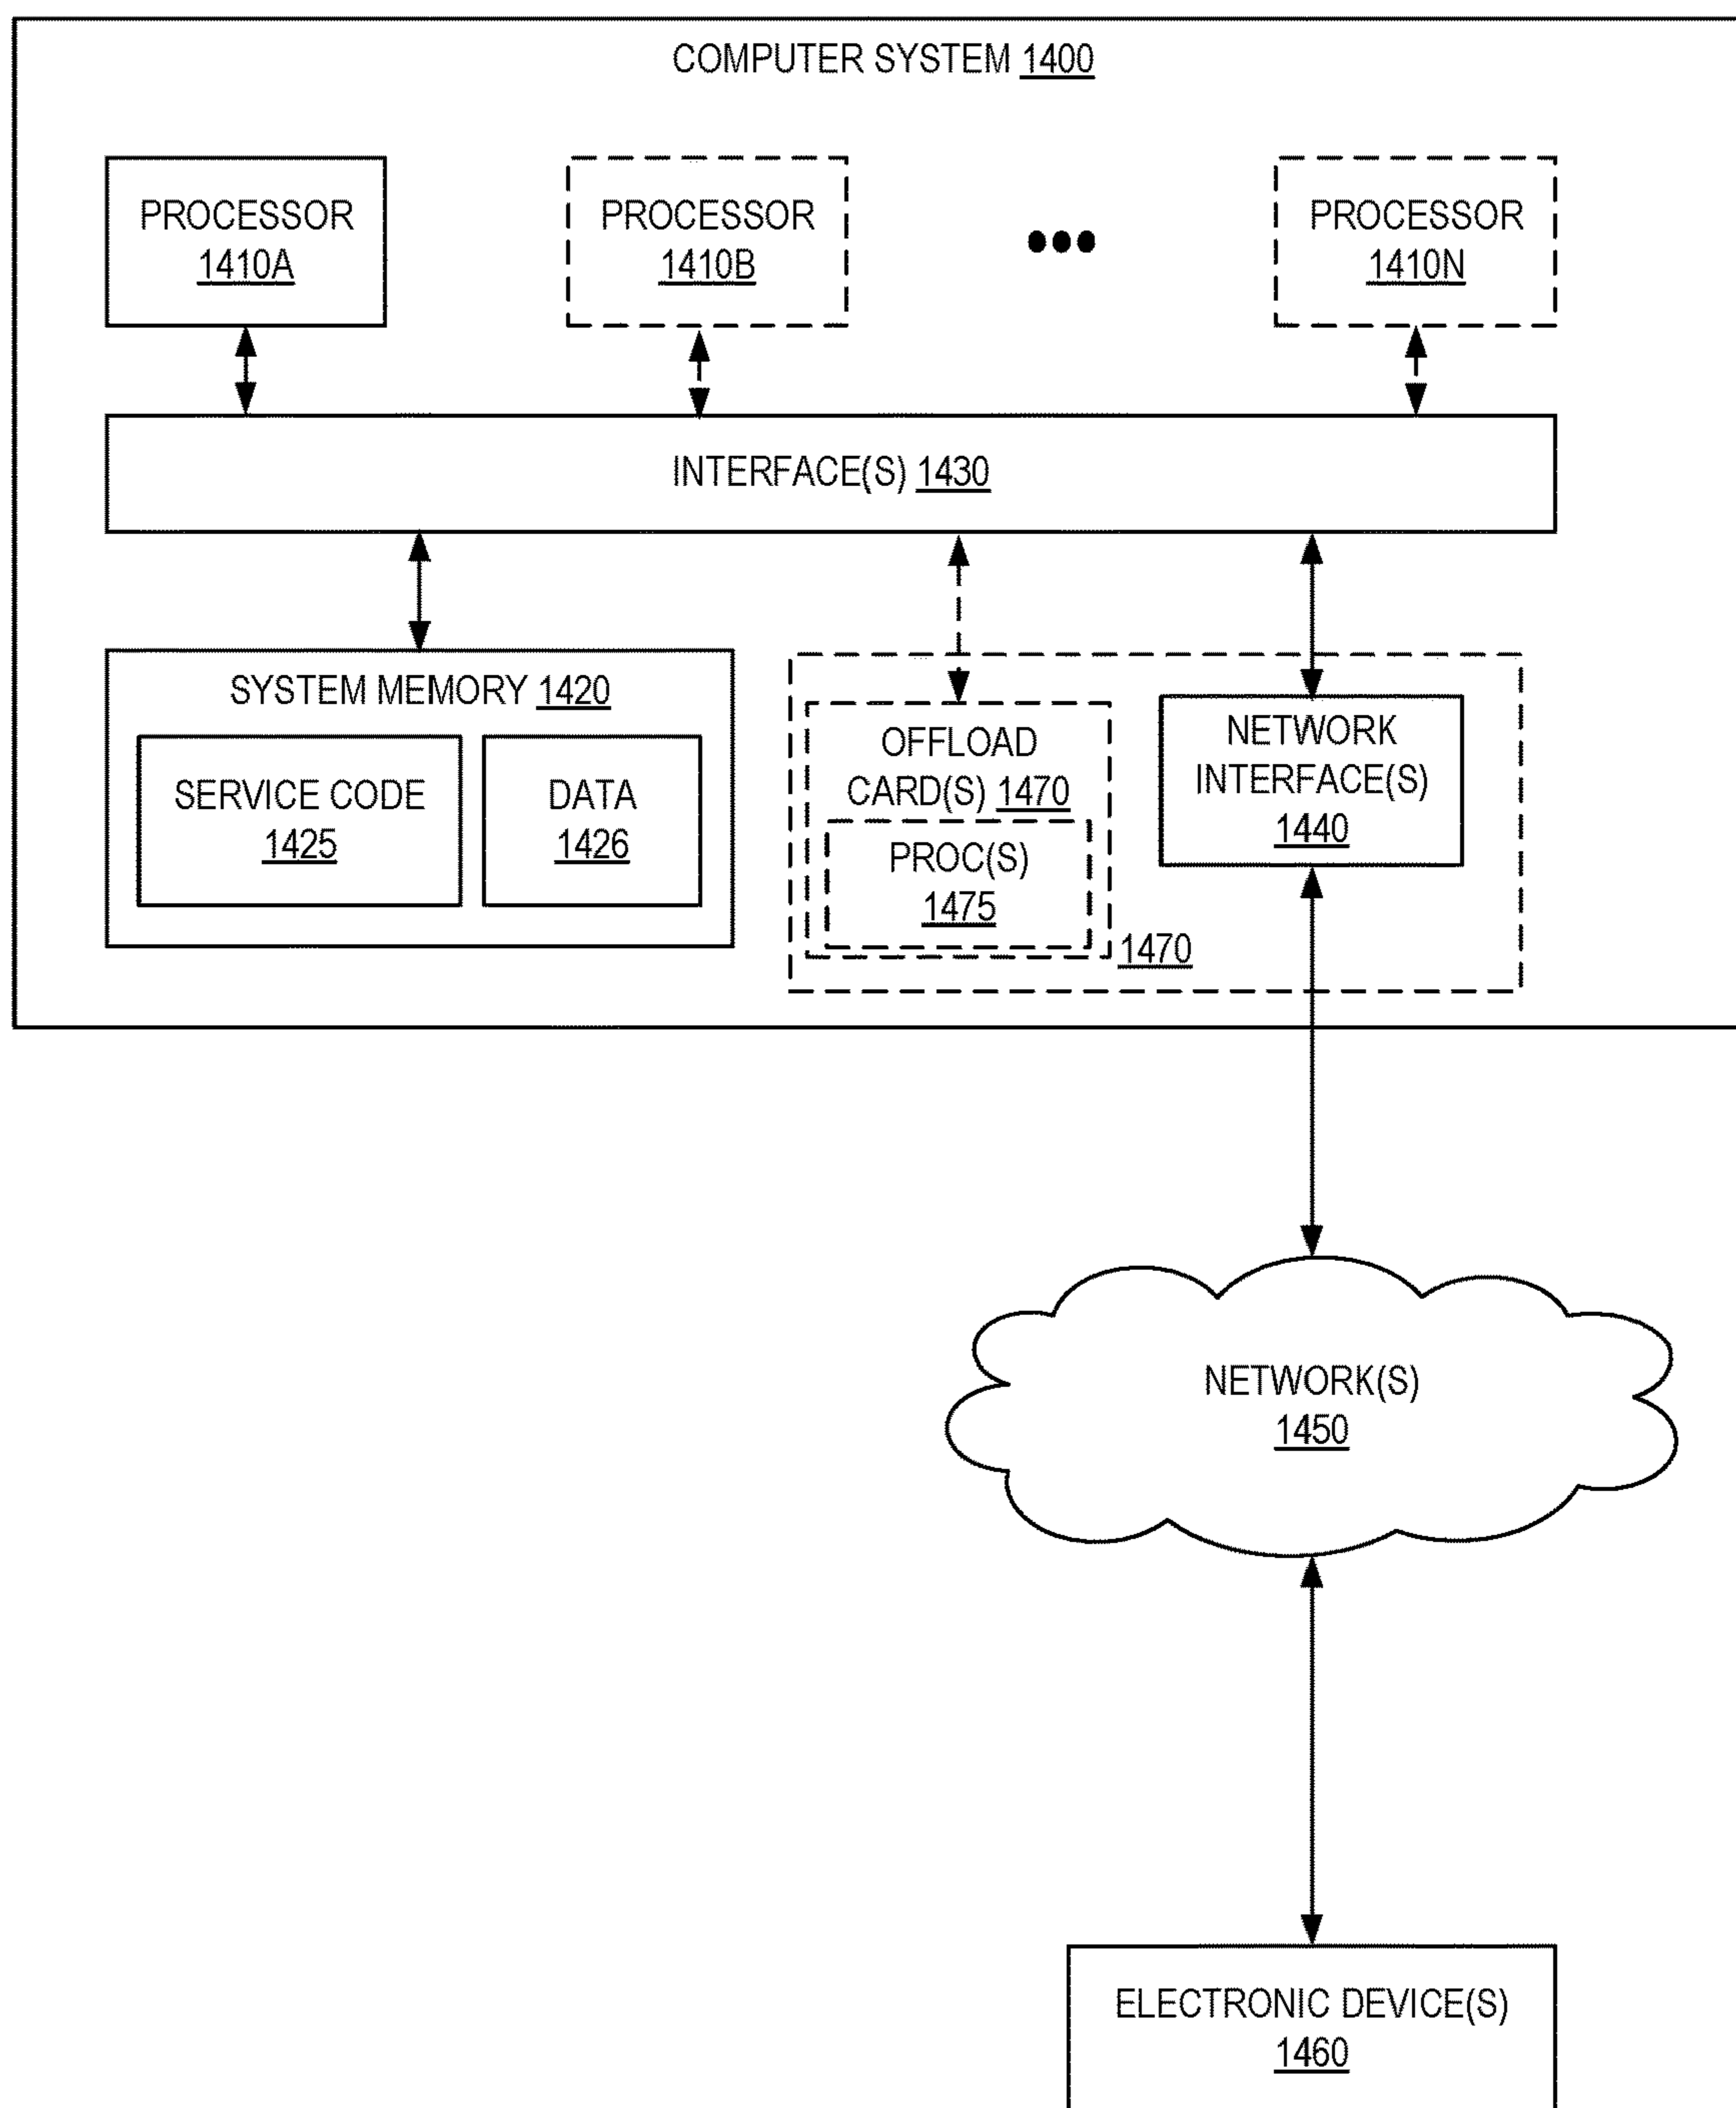 COMPUTER SYSTEM 1400
PROCESSOR
1410A
PROCESSOR
1410B
PROCESSOR
1410N
INTERFACE(S) 1430
SYSTEM MEMORY 1420
SERVICE CODE
1425
DATA
1426
OFFLOAD
CARD(S) 1470
PROC(S)
1475
1470
NETWORK
INTERFACE(S)
1440
NETWORK(S)
1450
ELECTRONIC DEVICE(S)
1460